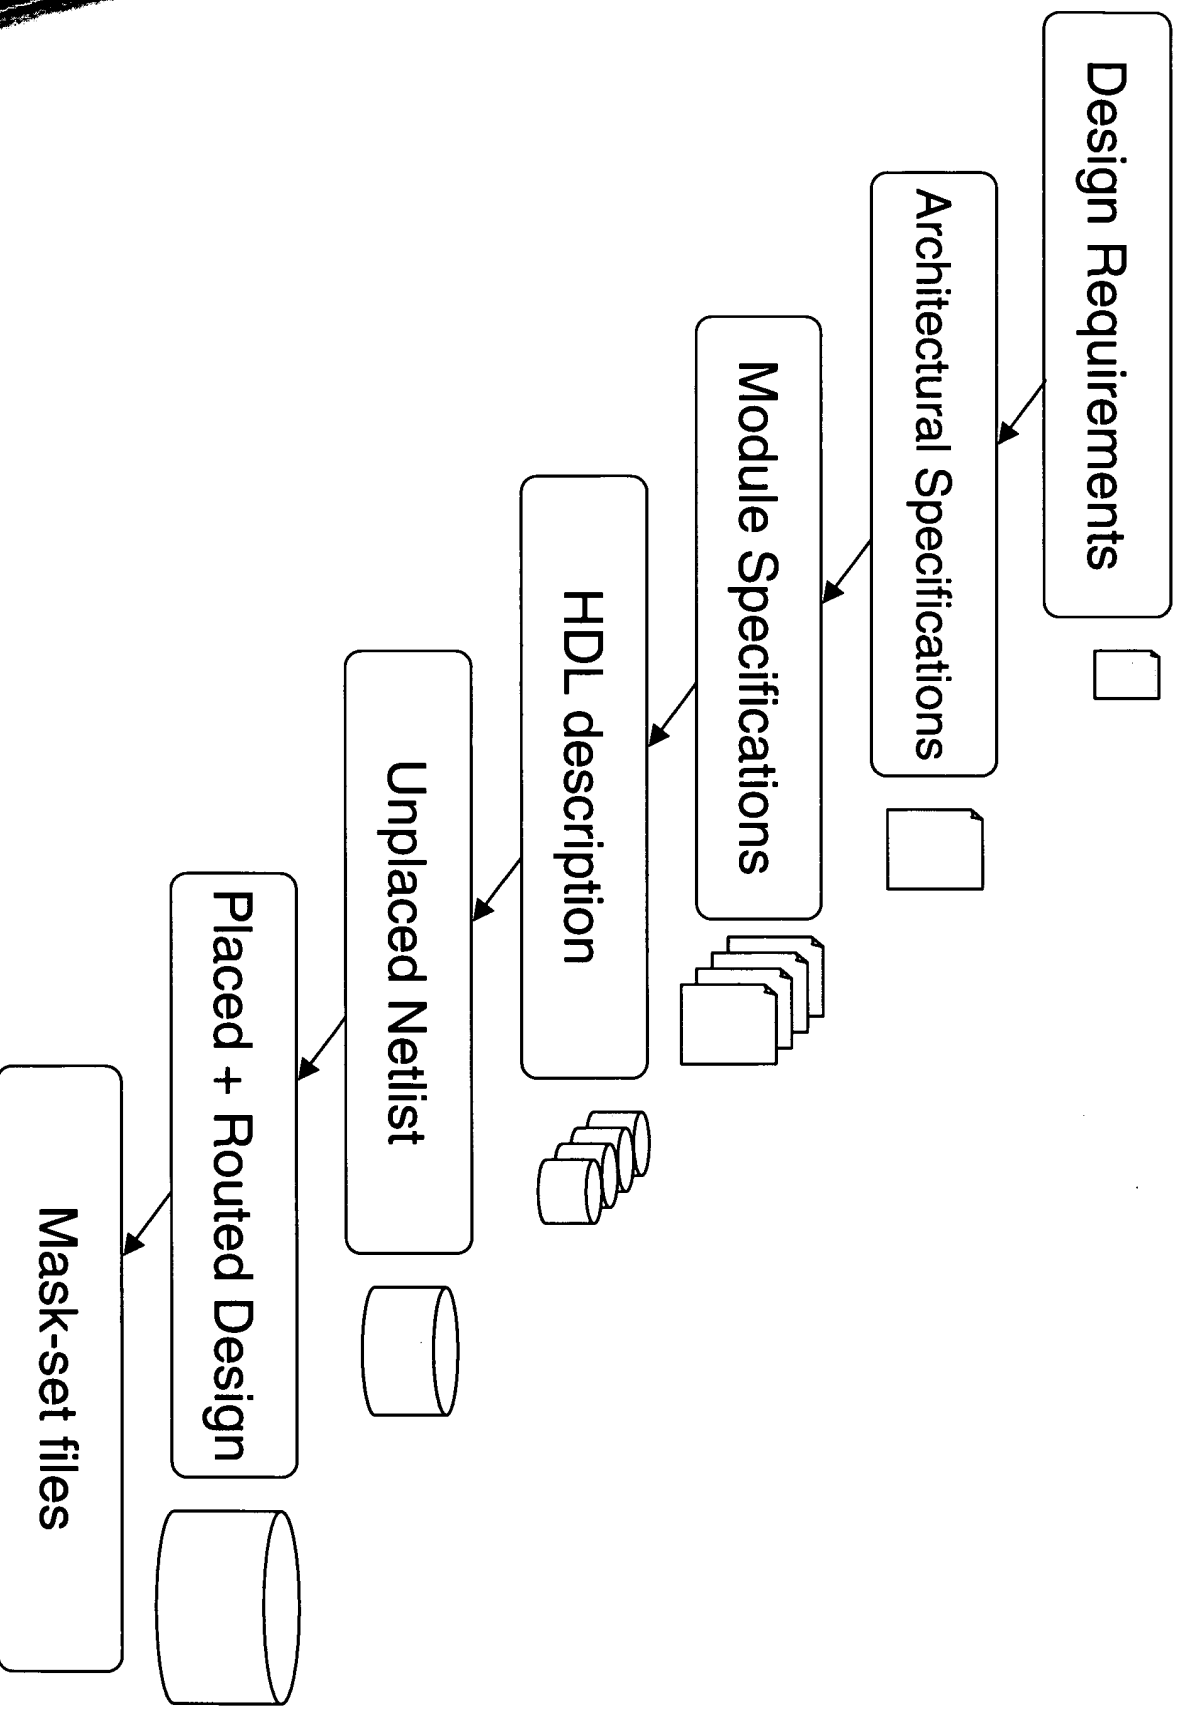 Design Requirements
Architectural Specifications
Module Specifications
HDL description
Unplaced Netlist
Placed + Routed Design
Mask-set files